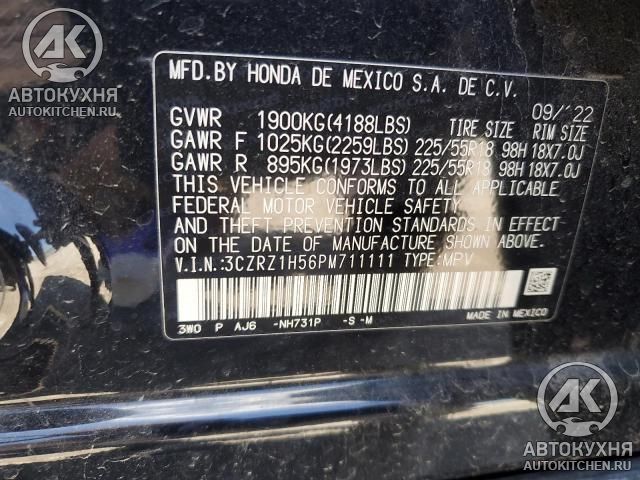 АК
АВТОКУХНЯ
AUTOKITCHEN.RU
MFD.BY HONDA DE MEXICO S.A. DE C.V.
09/'22
GVWR 1900KG(4188LBS) TIRE SIZE RIM SIZE
GAWR F 1025KG(2259LBS) 225/55R18 98H 18X7.0J
GAWR R 895KG(1973LBS) 225/55R18 98H 18X7.0J
THIS VEHICLE CONFORMS TO ALL APPLICABLE
FEDERAL MOTOR VEHICLE SAFETY
AND THEFT PREVENTION STANDARDS IN EFFECT
ON THE DATE OF MANUFACTURE SHOWN ABOVE.
V.I.N.:3CZRZ1H56PM711111 TYPE:MPV
3W0 P AJ6 -NH731P -S-M MADE IN MEXICO
АК
АВТОКУХНЯ
AUTOKITCHEN.RU